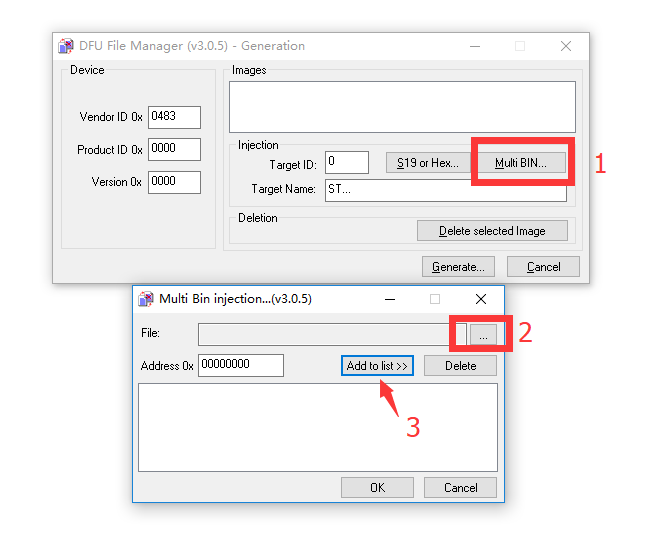 DFU File Manager (v3.0.5) - Generation
Device
Images
Vendor ID 0x 0483
Product ID 0x 0000
Version 0x 0000
Injection
Target ID: 0 S19 or Hex... Multi BIN... 1
Target Name: ST...
Deletion
Delete selected Image
Generate... Cancel
Multi Bin injection...(v3.0.5)
File: ... 2
Address 0x 00000000 Add to list >> Delete
3
OK Cancel